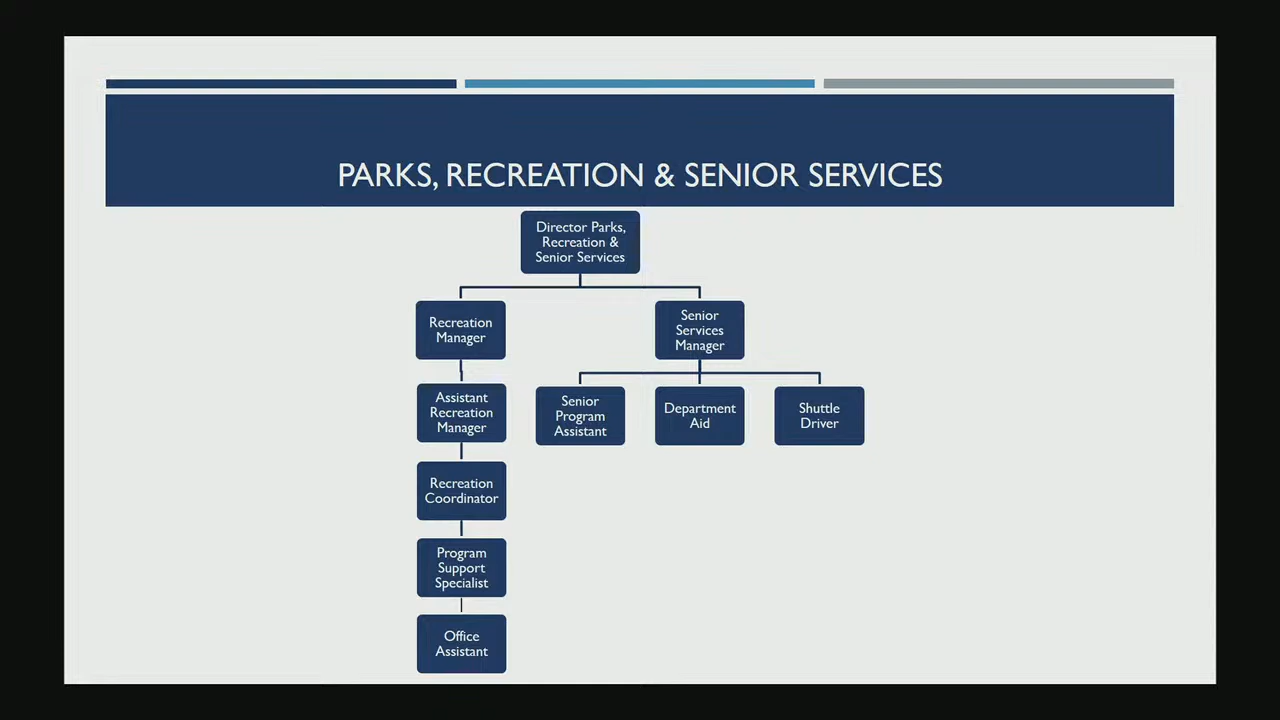 PARKS, RECREATION & SENIOR SERVICES
Director Parks,
Recreation &
Senior Services
Recreation
Manager
Senior
Services
Manager
Assistant
Recreation
Manager
Senior
Program
Assistant
Department
Aid
Shuttle
Driver
Recreation
Coordinator
Program
Support
Specialist
Office
Assistant